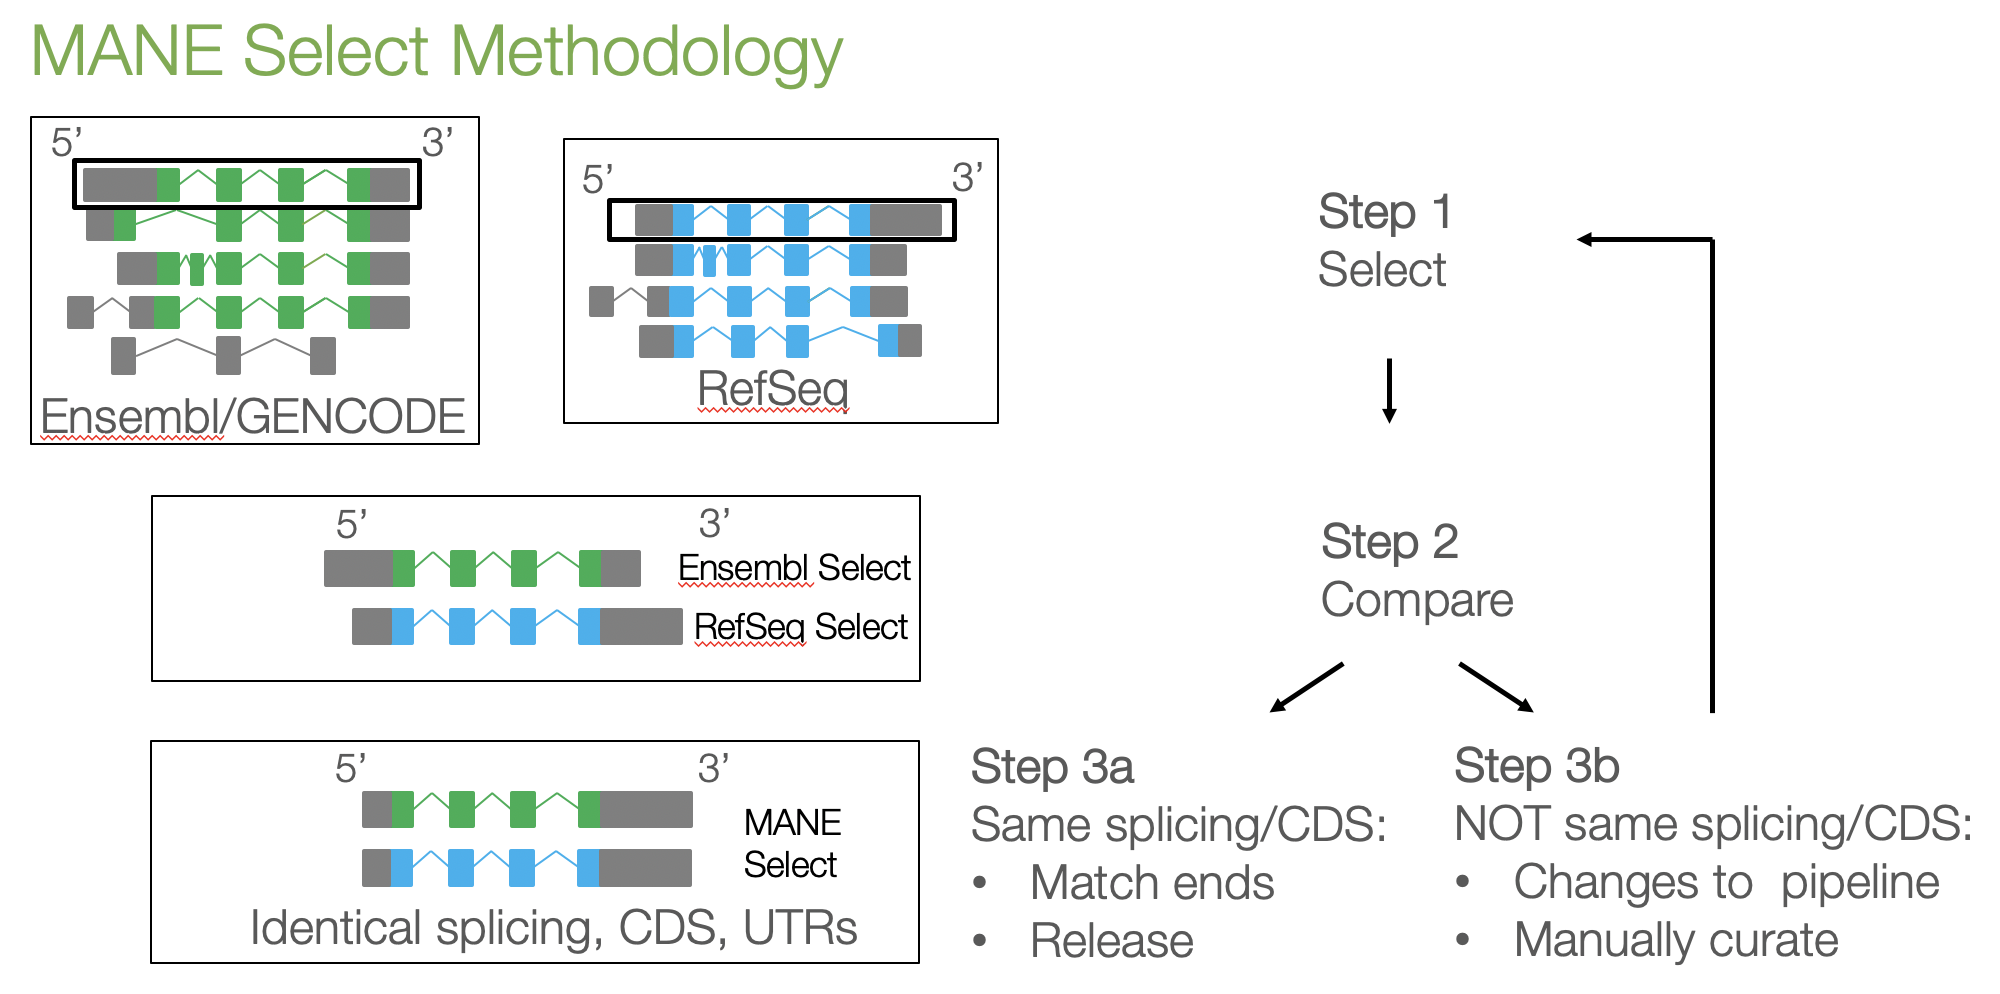 MANE Select Methodology
5’ 3’
Ensembl/GENCODE
5’ 3’
RefSeq
5’ 3’
Ensembl Select
RefSeq Select
5’ 3’
MANE
Select
Identical splicing, CDS, UTRs
Step 1
Select
Step 2
Compare
Step 3a
Same splicing/CDS:
• Match ends
• Release
Step 3b
NOT same splicing/CDS:
• Changes to  pipeline
• Manually curate